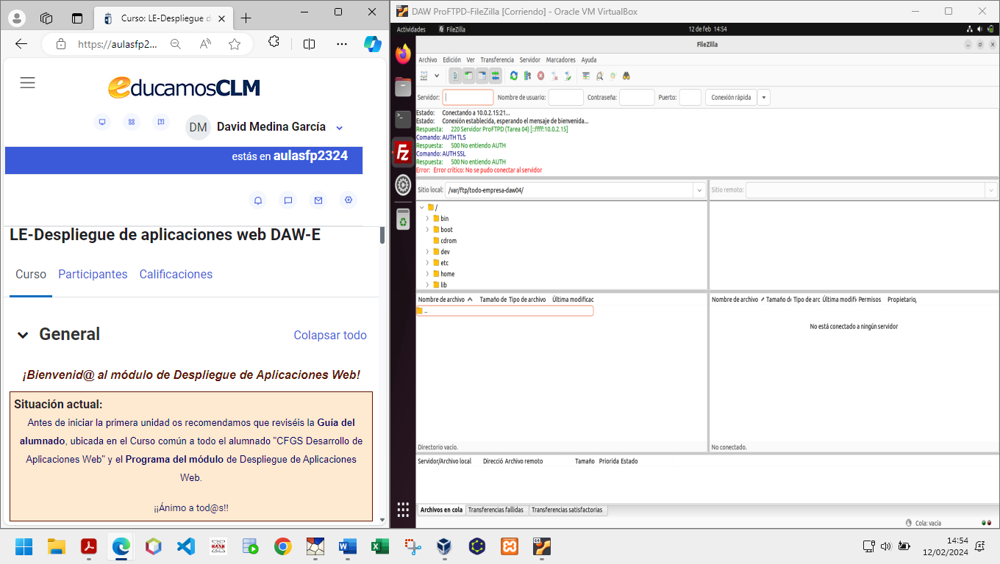 Curso: LE-Despliegue d
https://aulasfp2...
educamosCLM
DM David Medina García
estás en aulasfp2324
LE-Despliegue de aplicaciones web DAW-E
Curso Participantes Calificaciones
General Colapsar todo
¡Bienvenid@ al módulo de Despliegue de Aplicaciones Web!
Situación actual:
Antes de iniciar la primera unidad os recomendamos que reviséis la Guía del
alumnado, ubicada en el Curso común a todo el alumnado "CFGS Desarrollo de
Aplicaciones Web" y el Programa del módulo de Despliegue de Aplicaciones
Web.
¡¡Ánimo a tod@s!!
DAW ProFTPD-FileZilla [Corriendo] - Oracle VM VirtualBox
Actividades FileZilla 12 de feb 14:54
FileZilla
Archivo Edición Ver Transferencia Servidor Marcadores Ayuda
Servidor: Nombre de usuario: Contraseña: Puerto: Conexión rápida
Estado: Conectando a 10.0.2.15:21...
Estado: Conexión establecida, esperando el mensaje de bienvenida...
Respuesta: 220 Servidor ProFTPD (Tarea 04) [::ffff:10.0.2.15]
Comando: AUTH TLS
Respuesta: 500 No entiendo AUTH
Comando: AUTH SSL
Respuesta: 500 No entiendo AUTH
Error: Error crítico: No se pudo conectar al servidor
Sitio local: /var/ftp/todo-empresa-daw04/ Sitio remoto:
/
bin
boot
cdrom
dev
etc
home
lib
Nombre de archivo Tamaño de Tipo de archivo Última modificac
..
Directorio vacío.
Nombre de archivo Tamaño de Tipo de arc Última modifi Permisos Propietario,
No está conectado a ningún servidor
No conectado.
Servidor/Archivo local Direcció Archivo remoto Tamaño Priorida Estado
Archivos en cola Transferencias fallidas Transferencias satisfactorias
Cola: vacía
14:54
12/02/2024